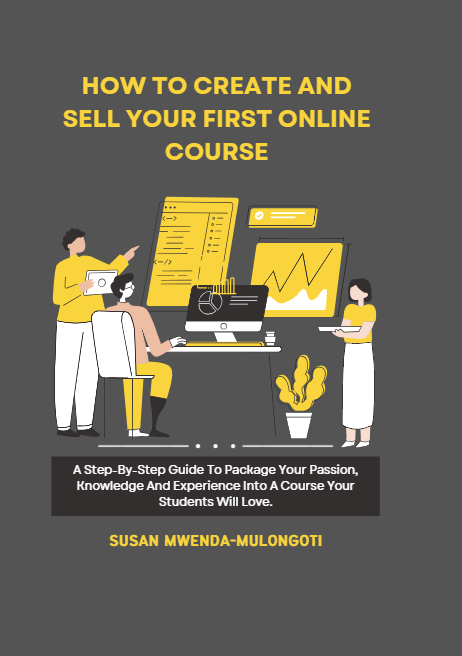 HOW TO CREATE AND
SELL YOUR FIRST ONLINE
COURSE
A Step-By-Step Guide To Package Your Passion,
Knowledge And Experience Into A Course Your
Students Will Love.
SUSAN MWENDA-MULONGOTI